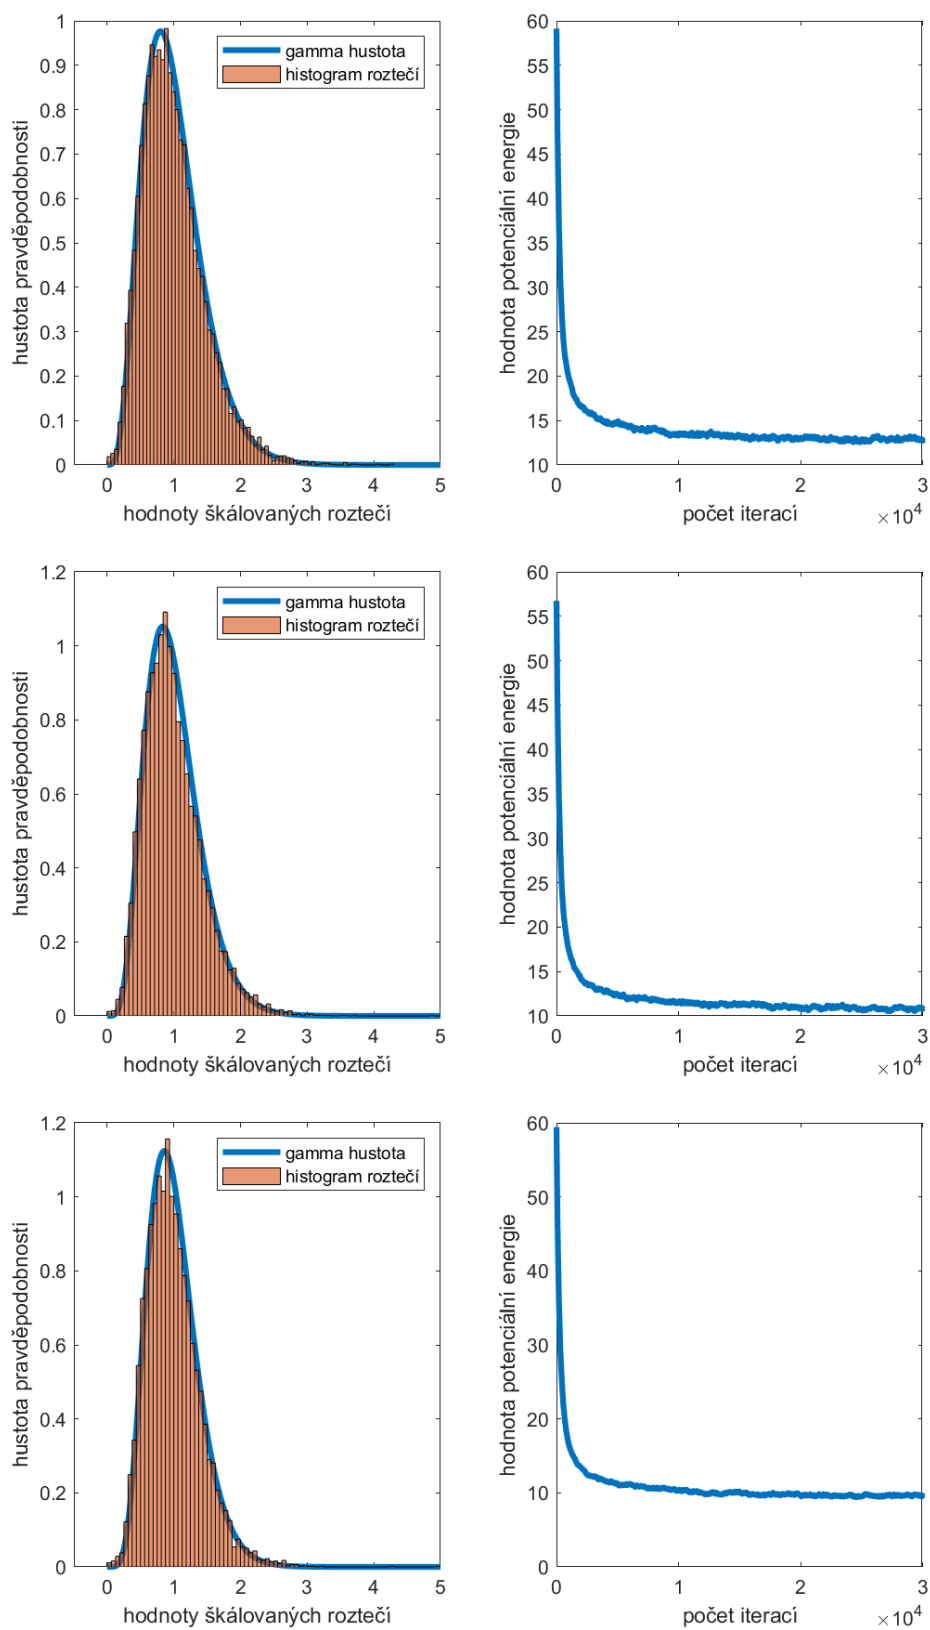 hustota pravděpodobnosti
1
0.9
0.8
0.7
0.6
0.5
0.4
0.3
0.2
0.1
0
gamma hustota
histogram roztečí
0 1 2 3 4 5
hodnoty škálovaných roztečí
hodnota potenciální energie
60
55
50
45
40
35
30
25
20
15
10
0 1 2 3
počet iterací
×10⁴
hustota pravděpodobnosti
1.2
1
0.8
0.6
0.4
0.2
0
gamma hustota
histogram roztečí
0 1 2 3 4 5
hodnoty škálovaných roztečí
hodnota potenciální energie
60
55
50
45
40
35
30
25
20
15
10
0 1 2 3
počet iterací
×10⁴
hustota pravděpodobnosti
1.2
1
0.8
0.6
0.4
0.2
0
gamma hustota
histogram roztečí
0 1 2 3 4 5
hodnoty škálovaných roztečí
hodnota potenciální energie
60
50
40
30
20
10
0
0 1 2 3
počet iterací
×10⁴